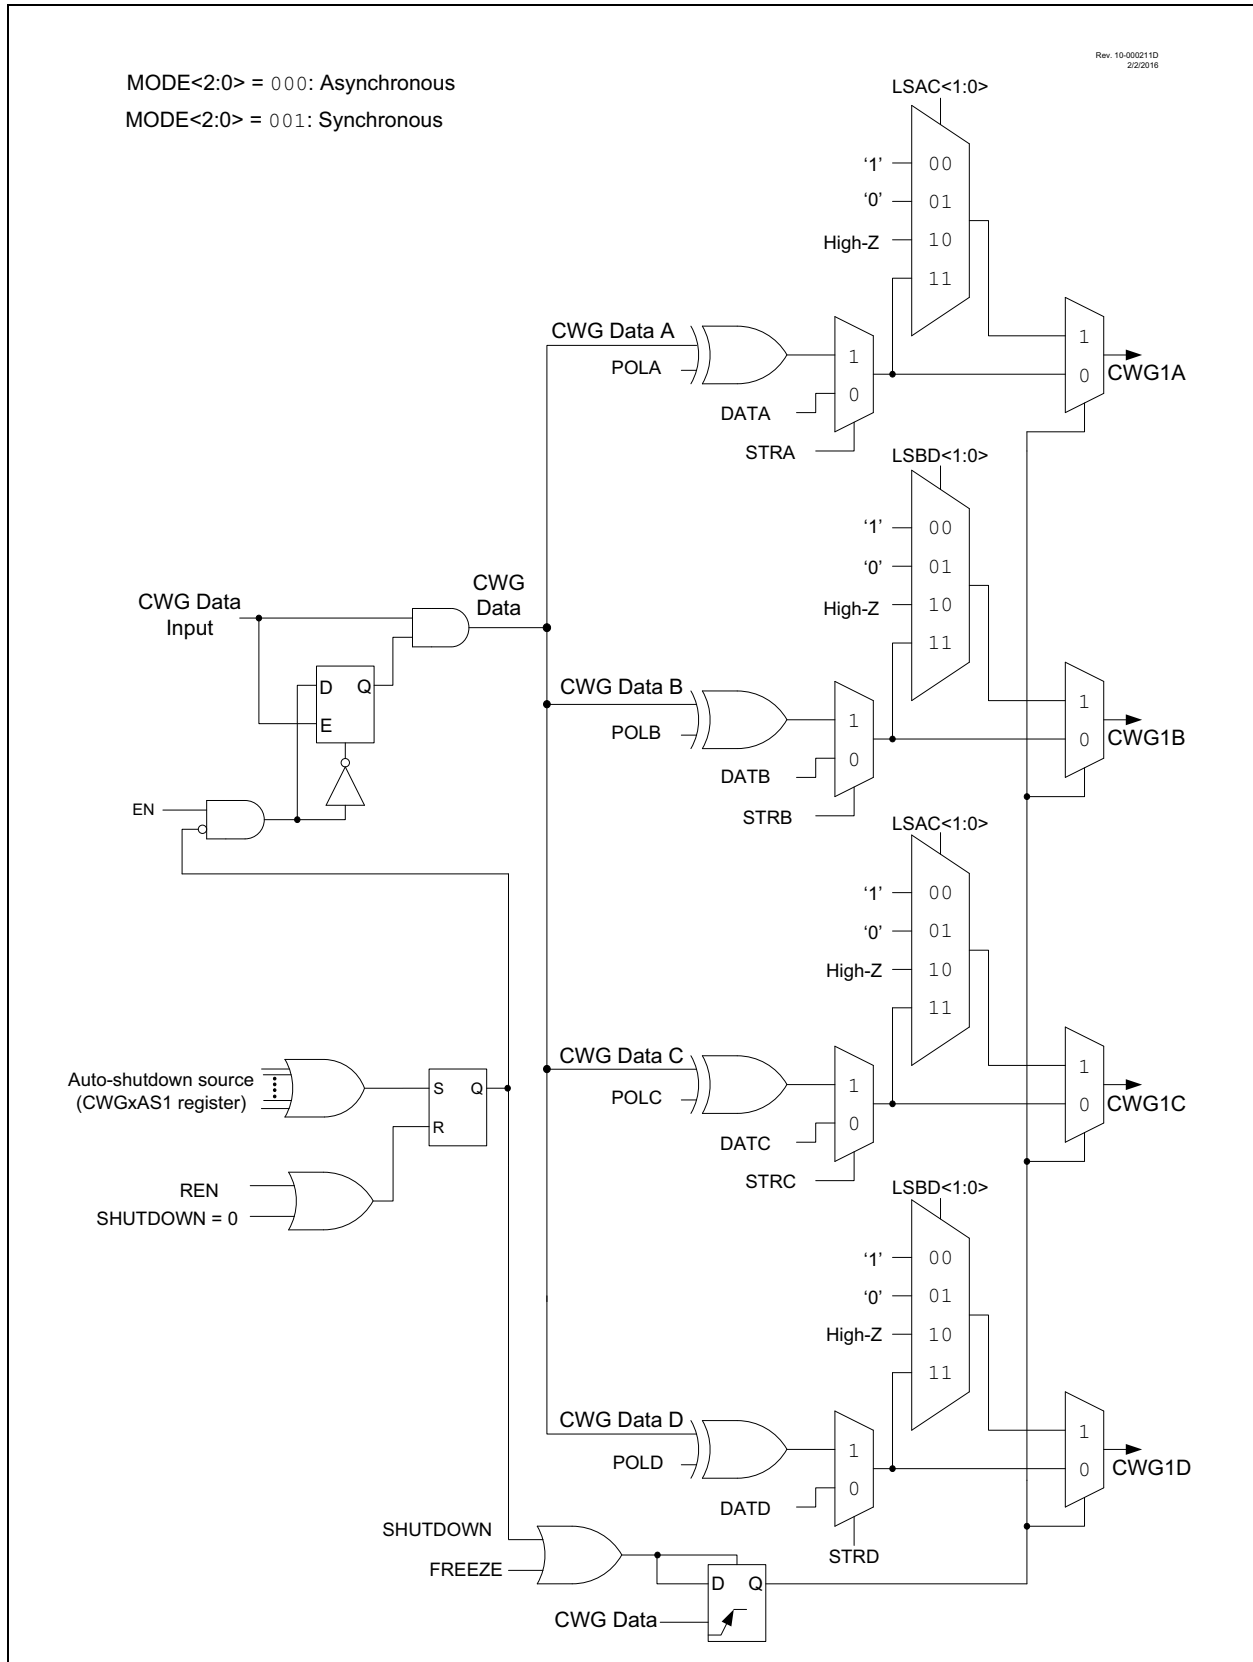 Rev. 10-000211D
2/2/2016
MODE<2:0> = 000: Asynchronous
MODE<2:0> = 001: Synchronous
LSAC<1:0>
‘1’ 00
‘0’ 01
High-Z 10
11
CWG Data A
POLA
1
0
DATA
STRA
1
0
CWG1A
LSBD<1:0>
‘1’ 00
‘0’ 01
High-Z 10
11
CWG Data B
POLB
1
0
DATB
STRB
1
0
CWG1B
CWG Data
Input
CWG
Data
D Q
E
EN
LSAC<1:0>
‘1’ 00
‘0’ 01
High-Z 10
11
CWG Data C
POLC
1
0
DATC
STRC
1
0
CWG1C
Auto-shutdown source
(CWGxAS1 register)
S Q
R
REN
SHUTDOWN = 0
LSBD<1:0>
‘1’ 00
‘0’ 01
High-Z 10
11
CWG Data D
POLD
1
0
DATD
STRD
1
0
CWG1D
SHUTDOWN
FREEZE
D Q
CWG Data